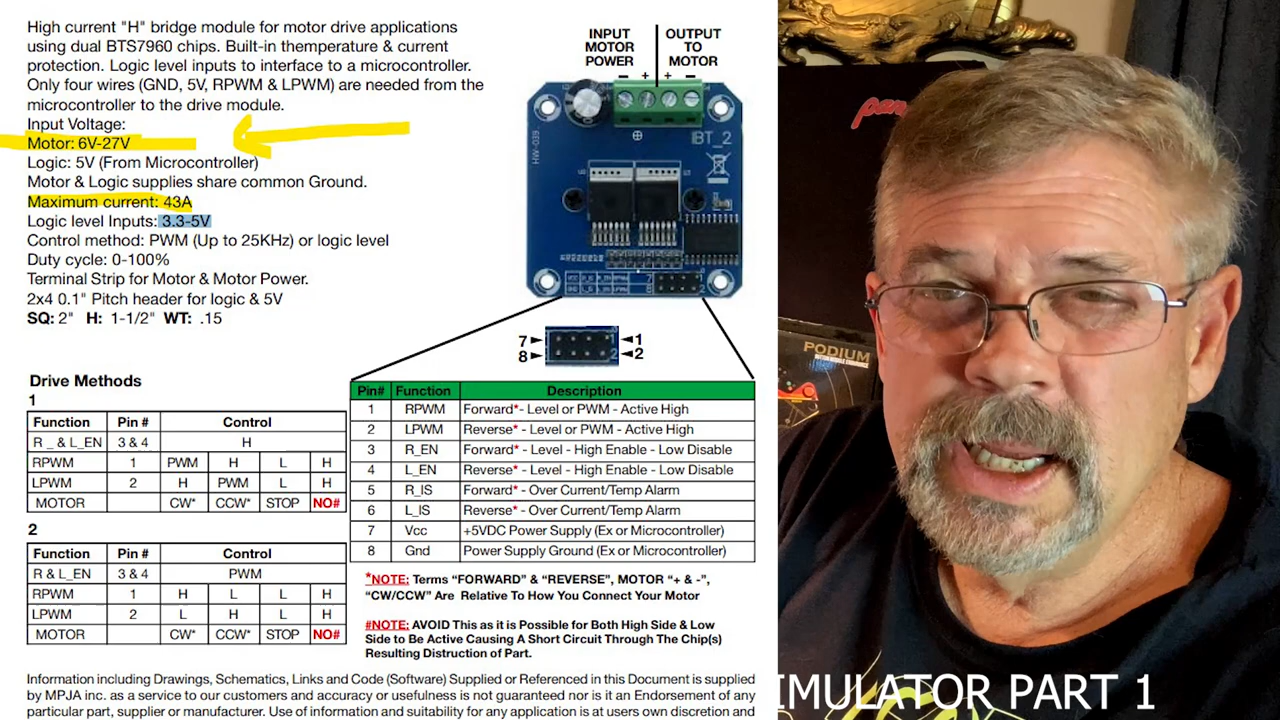 High current "H" bridge module for motor drive applications
using dual BTS7960 chips. Built-in themperature & current
protection. Logic level inputs to interface to a microcontroller.
Only four wires (GND, 5V, RPWM & LPWM) are needed from the
microcontroller to the drive module.
Input Voltage:
Motor: 6V-27V
Logic: 5V (From Microcontroller)
Motor & Logic supplies share common Ground.
Maximum current: 43A
Logic level Inputs: 3.3-5V
Control method: PWM (Up to 25KHz) or logic level
Duty cycle: 0-100%
Terminal Strip for Motor & Motor Power.
2x4 0.1" Pitch header for logic & 5V
SQ: 2" H: 1-1/2" WT: .15
INPUT MOTOR POWER
OUTPUT TO MOTOR
- + + -
IBT_2
HW-039
7 1
8 2
Drive Methods
1
Function Pin # Control
R _ & L_EN 3 & 4 H
RPWM 1 PWM H L H
LPWM 2 H PWM L H
MOTOR CW* CCW* STOP NO#
2
Function Pin # Control
R & L_EN 3 & 4 PWM
RPWM 1 H L L H
LPWM 2 L H L H
MOTOR CW* CCW* STOP NO#
Pin# Function Description
1 RPWM Forward*- Level or PWM - Active High
2 LPWM Reverse* - Level or PWM - Active High
3 R_EN Forward* - Level - High Enable - Low Disable
4 L_EN Reverse* - Level - High Enable - Low Disable
5 R_IS Forward* - Over Current/Temp Alarm
6 L_IS Reverse* - Over Current/Temp Alarm
7 Vcc +5VDC Power Supply (Ex or Microcontroller)
8 Gnd Power Supply Ground (Ex or Microcontroller)
*NOTE: Terms “FORWARD” & “REVERSE”, MOTOR “+ & -”,
“CW/CCW” Are Relative To How You Connect Your Motor
#NOTE: AVOID This as it is Possible for Both High Side & Low
Side to Be Active Causing A Short Circuit Through The Chip(s)
Resulting Distruction of Part.
Information including Drawings, Schematics, Links and Code (Software) Supplied or Referenced in this Document is supplied
by MPJA inc. as a service to our customers and accuracy or usefulness is not guaranteed nor is it an Endorsement of any
particular part, supplier or manufacturer. Use of information and suitability for any application is at users own discretion and
PODIUM
IMULATOR PART 1